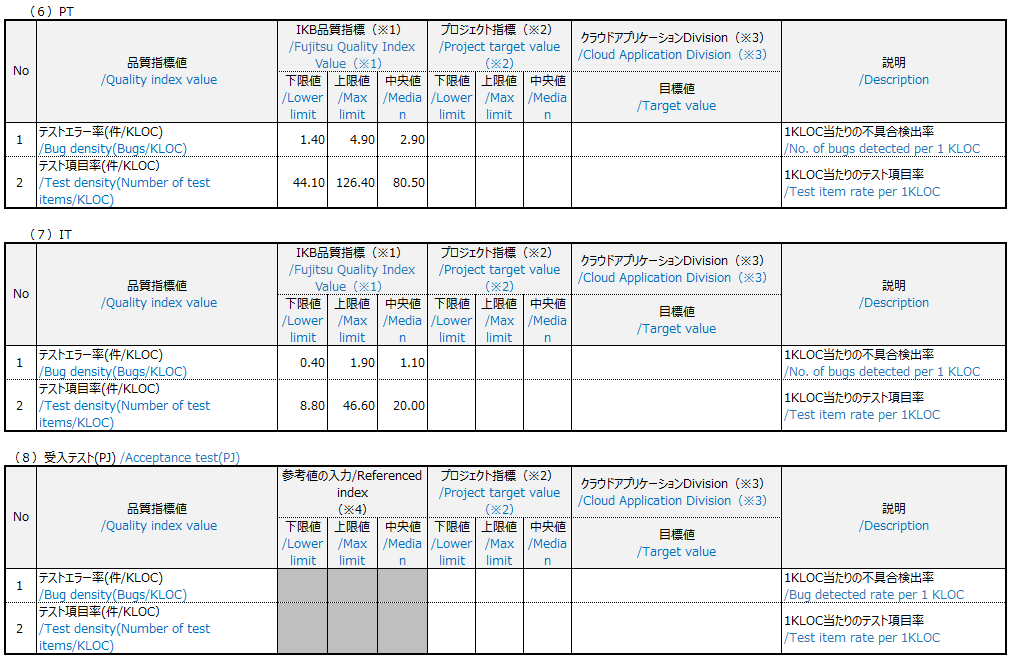 （6）PT
No
品質指標値
/Quality index value
IKB品質指標（※1）
/Fujitsu Quality Index
Value（※1）
プロジェクト指標（※2）
/Project target value
（※2）
クラウドアプリケーションDivision（※3）
/Cloud Application Division（※3）
説明
/Description
下限値
/Lower
limit
上限値
/Max
limit
中央値
/Media
n
下限値
/Lower
limit
上限値
/Max
limit
中央値
/Media
n
目標値
/Target value
1
テストエラー率(件/KLOC)
/Bug density(Bugs/KLOC)
1.40
4.90
2.90
1KLOC当たりの不具合検出率
/No. of bugs detected per 1 KLOC
2
テスト項目率(件/KLOC)
/Test density(Number of test
items/KLOC)
44.10
126.40
80.50
1KLOC当たりのテスト項目率
/Test item rate per 1KLOC
（7）IT
No
品質指標値
/Quality index value
IKB品質指標（※1）
/Fujitsu Quality Index
Value（※1）
プロジェクト指標（※2）
/Project target value
（※2）
クラウドアプリケーションDivision（※3）
/Cloud Application Division（※3）
説明
/Description
下限値
/Lower
limit
上限値
/Max
limit
中央値
/Media
n
下限値
/Lower
limit
上限値
/Max
limit
中央値
/Media
n
目標値
/Target value
1
テストエラー率(件/KLOC)
/Bug density(Bugs/KLOC)
0.40
1.90
1.10
1KLOC当たりの不具合検出率
/No. of bugs detected per 1 KLOC
2
テスト項目率(件/KLOC)
/Test density(Number of test
items/KLOC)
8.80
46.60
20.00
1KLOC当たりのテスト項目率
/Test item rate per 1KLOC
（8）受入テスト(PJ) /Acceptance test(PJ)
No
品質指標値
/Quality index value
参考値の入力/Referenced
index
（※4）
プロジェクト指標（※2）
/Project target value
（※2）
クラウドアプリケーションDivision（※3）
/Cloud Application Division（※3）
説明
/Description
下限値
/Lower
limit
上限値
/Max
limit
中央値
/Media
n
下限値
/Lower
limit
上限値
/Max
limit
中央値
/Media
n
目標値
/Target value
1
テストエラー率(件/KLOC)
/Bug density(Bugs/KLOC)
1KLOC当たりの不具合検出率
/Bug detected rate per 1 KLOC
2
テスト項目率(件/KLOC)
/Test density(Number of test
items/KLOC)
1KLOC当たりのテスト項目率
/Test item rate per 1KLOC